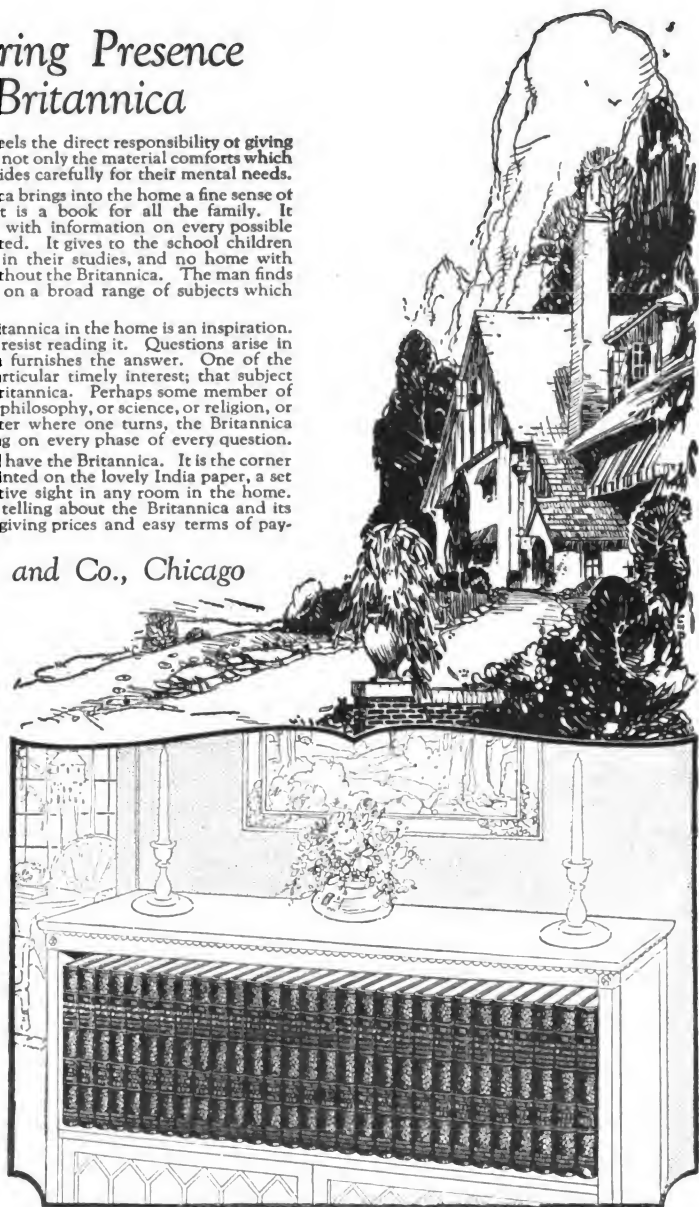 ring Presence
Britannica
eels the direct responsibility of giving
not only the material comforts which
ides carefully for their mental needs.
ca brings into the home a fine sense of
t is a book for all the family. It
with information on every possible
ted. It gives to the school children
in their studies, and no home with
ithout the Britannica. The man finds
on a broad range of subjects which
itannica in the home is an inspiration.
resist reading it. Questions arise in
a furnishes the answer. One of the
articular timely interest; that subject
ritannica. Perhaps some member of
philosophy, or science, or religion, or
ter where one turns, the Britannica
ng on every phase of every question.
l have the Britannica. It is the corner
inted on the lovely India paper, a set
tive sight in any room in the home.
telling about the Britannica and its
giving prices and easy terms of pay-
and Co., Chicago